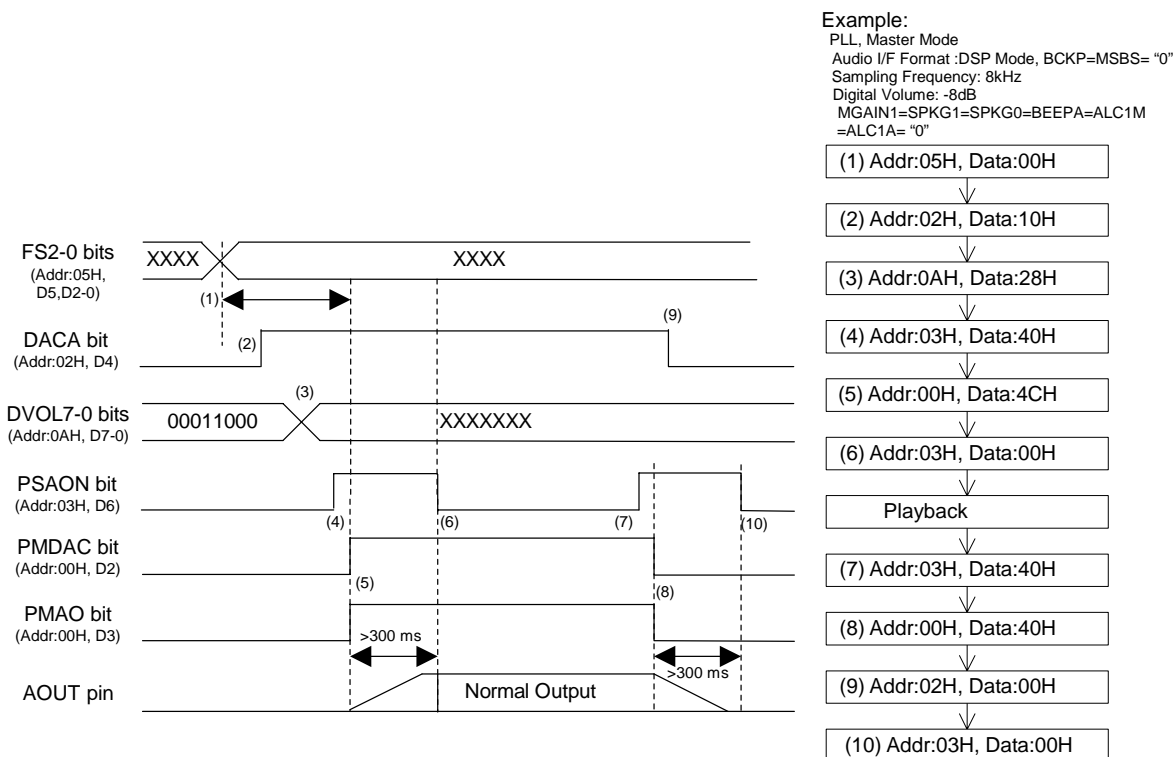 Example:
PLL, Master Mode
Audio I/F Format :DSP Mode, BCKP=MSBS= “0”
Sampling Frequency: 8kHz
Digital Volume: -8dB
MGAIN1=SPKG1=SPKG0=BEEPA=ALC1M
=ALC1A= “0”
(1) Addr:05H, Data:00H
(2) Addr:02H, Data:10H
(3) Addr:0AH, Data:28H
(4) Addr:03H, Data:40H
(5) Addr:00H, Data:4CH
(6) Addr:03H, Data:00H
Playback
(7) Addr:03H, Data:40H
(8) Addr:00H, Data:40H
(9) Addr:02H, Data:00H
(10) Addr:03H, Data:00H
FS2-0 bits
(Addr:05H,
D5,D2-0)
XXXX
XXXX
(1)
DACA bit
(Addr:02H, D4)
(2)
(9)
DVOL7-0 bits
(Addr:0AH, D7-0)
00011000
(3)
XXXXXXX
PSAON bit
(Addr:03H, D6)
(4)
(6)
(7)
(10)
PMDAC bit
(Addr:00H, D2)
(5)
(8)
PMAO bit
(Addr:00H, D3)
>300 ms
>300 ms
AOUT pin
Normal Output